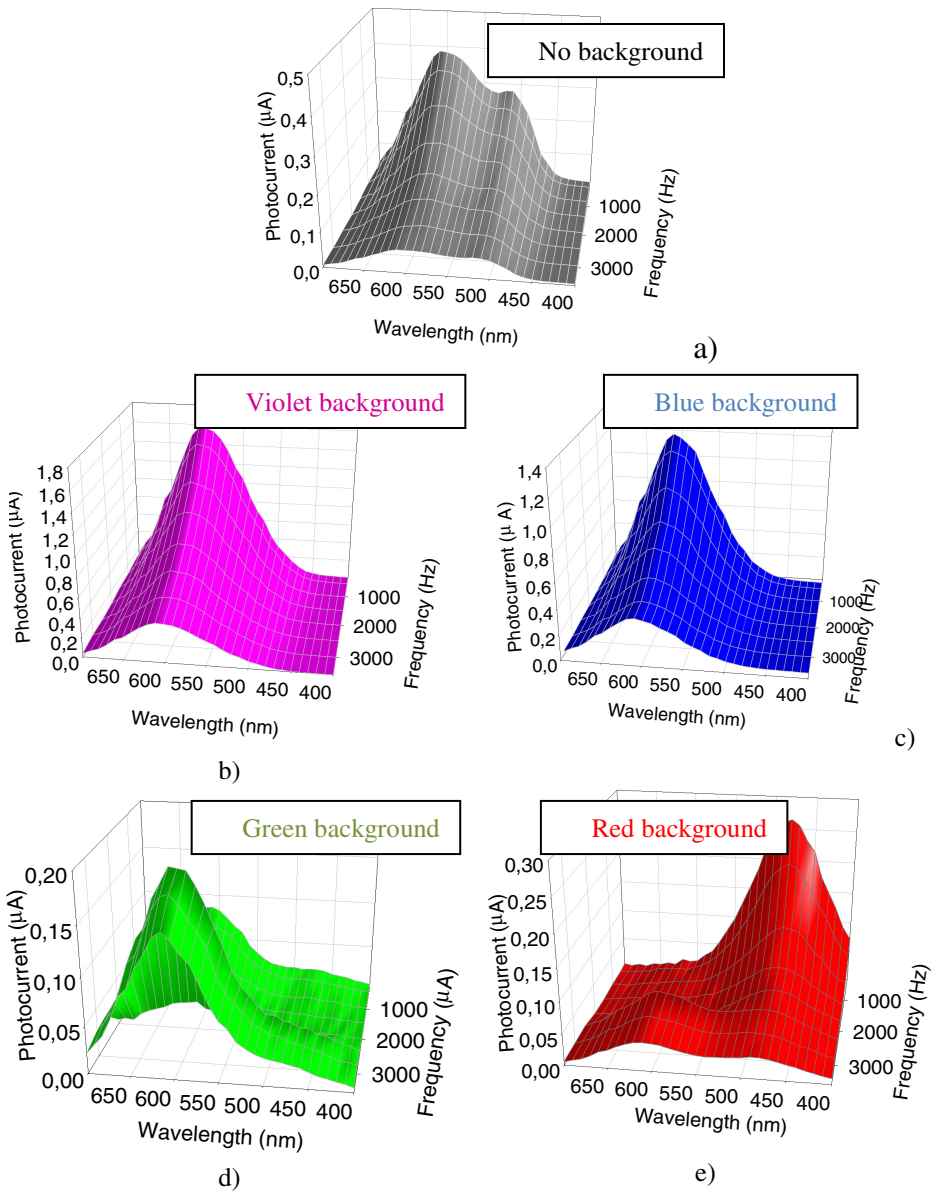 No background
0,5
0,4
0,3
0,2
0,1
0,0
Photocurrent (µA)
650 600 550 500 450 400
Wavelength (nm)
1000
2000
3000
Frequency (Hz)
a)
Violet background
1,8
1,6
1,4
1,2
1,0
0,8
0,6
0,4
0,2
0,0
Photocurrent (µA)
650 600 550 500 450 400
Wavelength (nm)
1000
2000
3000
Frequency (Hz)
b)
Blue background
1,4
1,2
1,0
0,8
0,6
0,4
0,2
0,0
Photocurrent (µ A)
650 600 550 500 450 400
Wavelength (nm)
1000
2000
3000
Frequency (Hz)
c)
Green background
0,20
0,15
0,10
0,05
0,00
Photocurrent (µA)
650 600 550 500 450 400
Wavelength (nm)
1000
2000
3000
Frequency (µA)
d)
Red background
0,30
0,25
0,20
0,15
0,10
0,05
0,00
Photocurrent (µA)
650 600 550 500 450 400
Wavelength (nm)
1000
2000
3000
Frequency (Hz)
e)